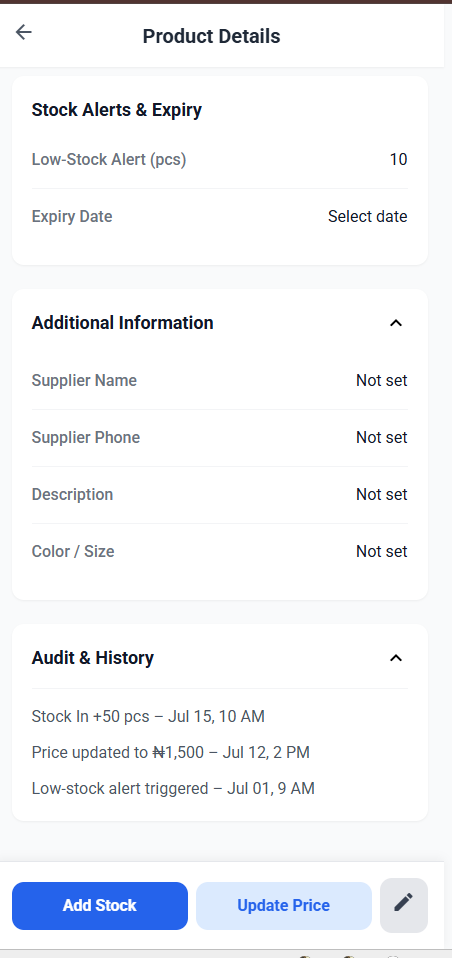 Product Details
Stock Alerts & Expiry
Low-Stock Alert (pcs) 10
Expiry Date Select date
Additional Information
Supplier Name Not set
Supplier Phone Not set
Description Not set
Color / Size Not set
Audit & History
Stock In +50 pcs – Jul 15, 10 AM
Price updated to ₦1,500 – Jul 12, 2 PM
Low-stock alert triggered – Jul 01, 9 AM
Add Stock Update Price